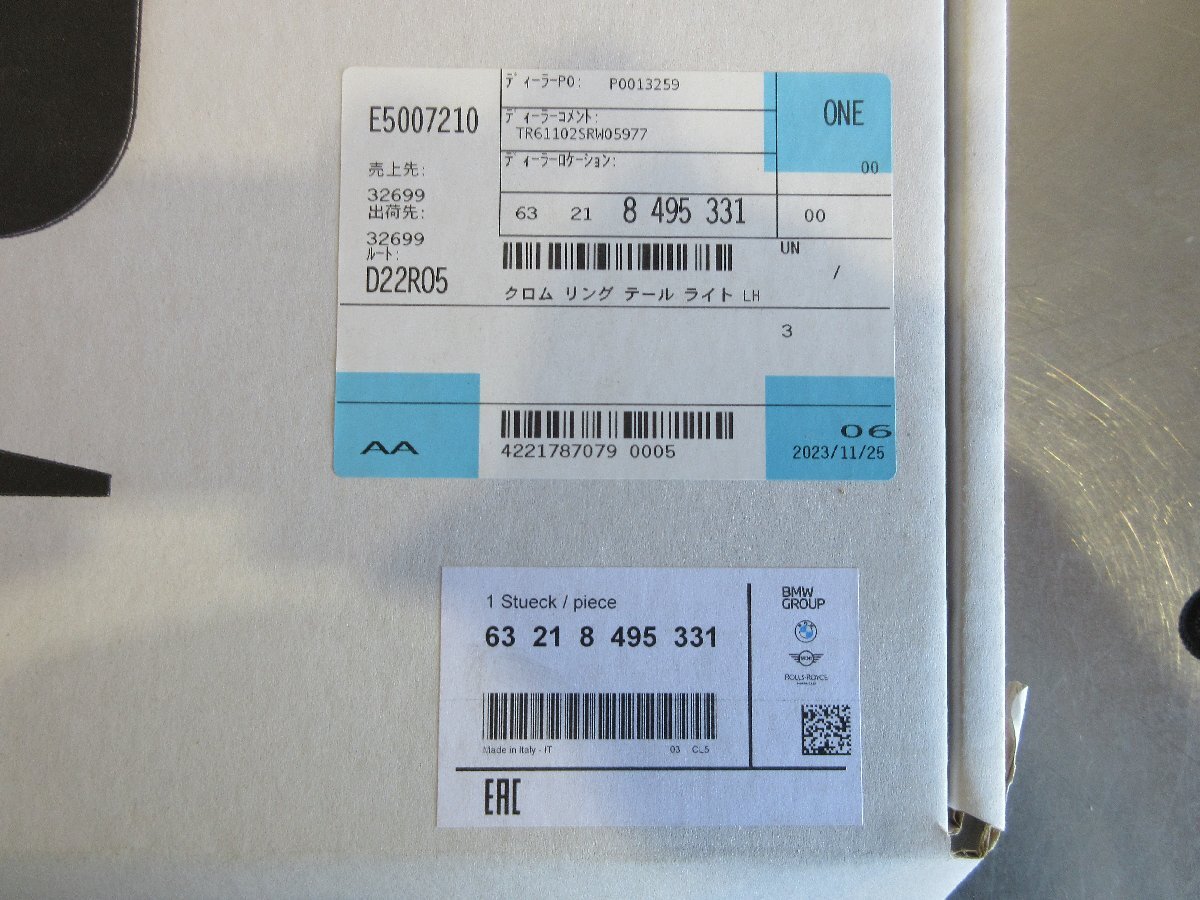 E5007210
ディーラーPO: P0013259
ONE
ディーラーコメント:
TR61102SRW05977
00
ディーラーロケーション:
売上先:
32699
出荷先:
32699
ルート:
D22R05
63 21 8 495 331
00
UN
/
クロム リング テール ライト LH
3
AA
4221787079 0005
06
2023/11/25
1 Stueck / piece
63 21 8 495 331
BMW
GROUP
ROLLS-ROYCE
Made in Italy - IT
03 CL5
EAC